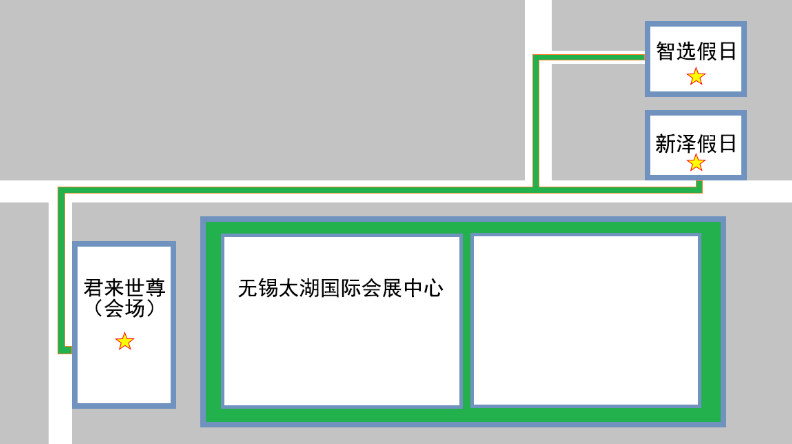 智选假日
新泽假日
君来世尊
（会场）
无锡太湖国际会展中心